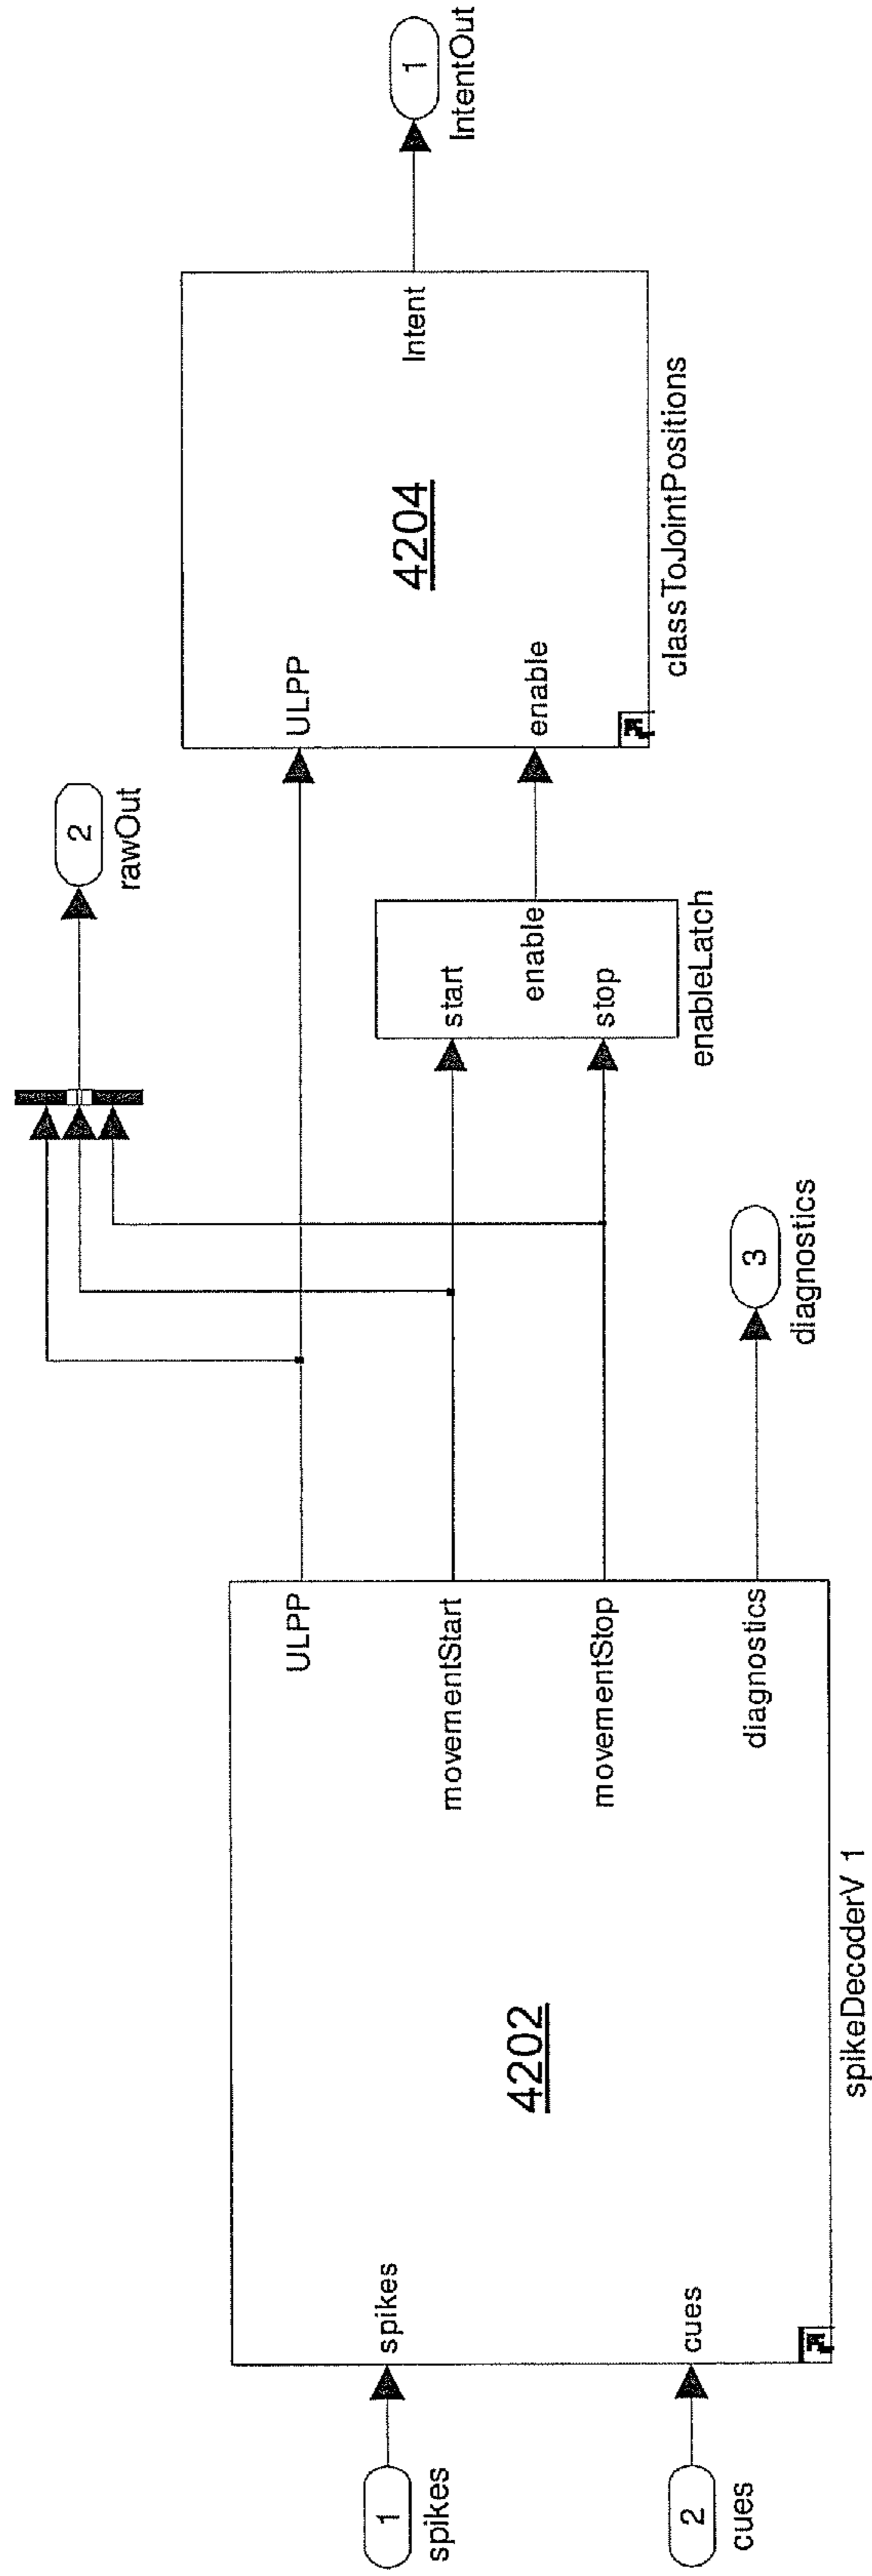 1
spikes
2
cues
spikes
cues
4202
ULPP
movementStart
movementStop
diagnostics
spikeDecoderV 1
3
diagnostics
2
rawOut
start
enable
stop
enableLatch
ULPP
enable
4204
Intent
classToJointPositions
1
IntentOut